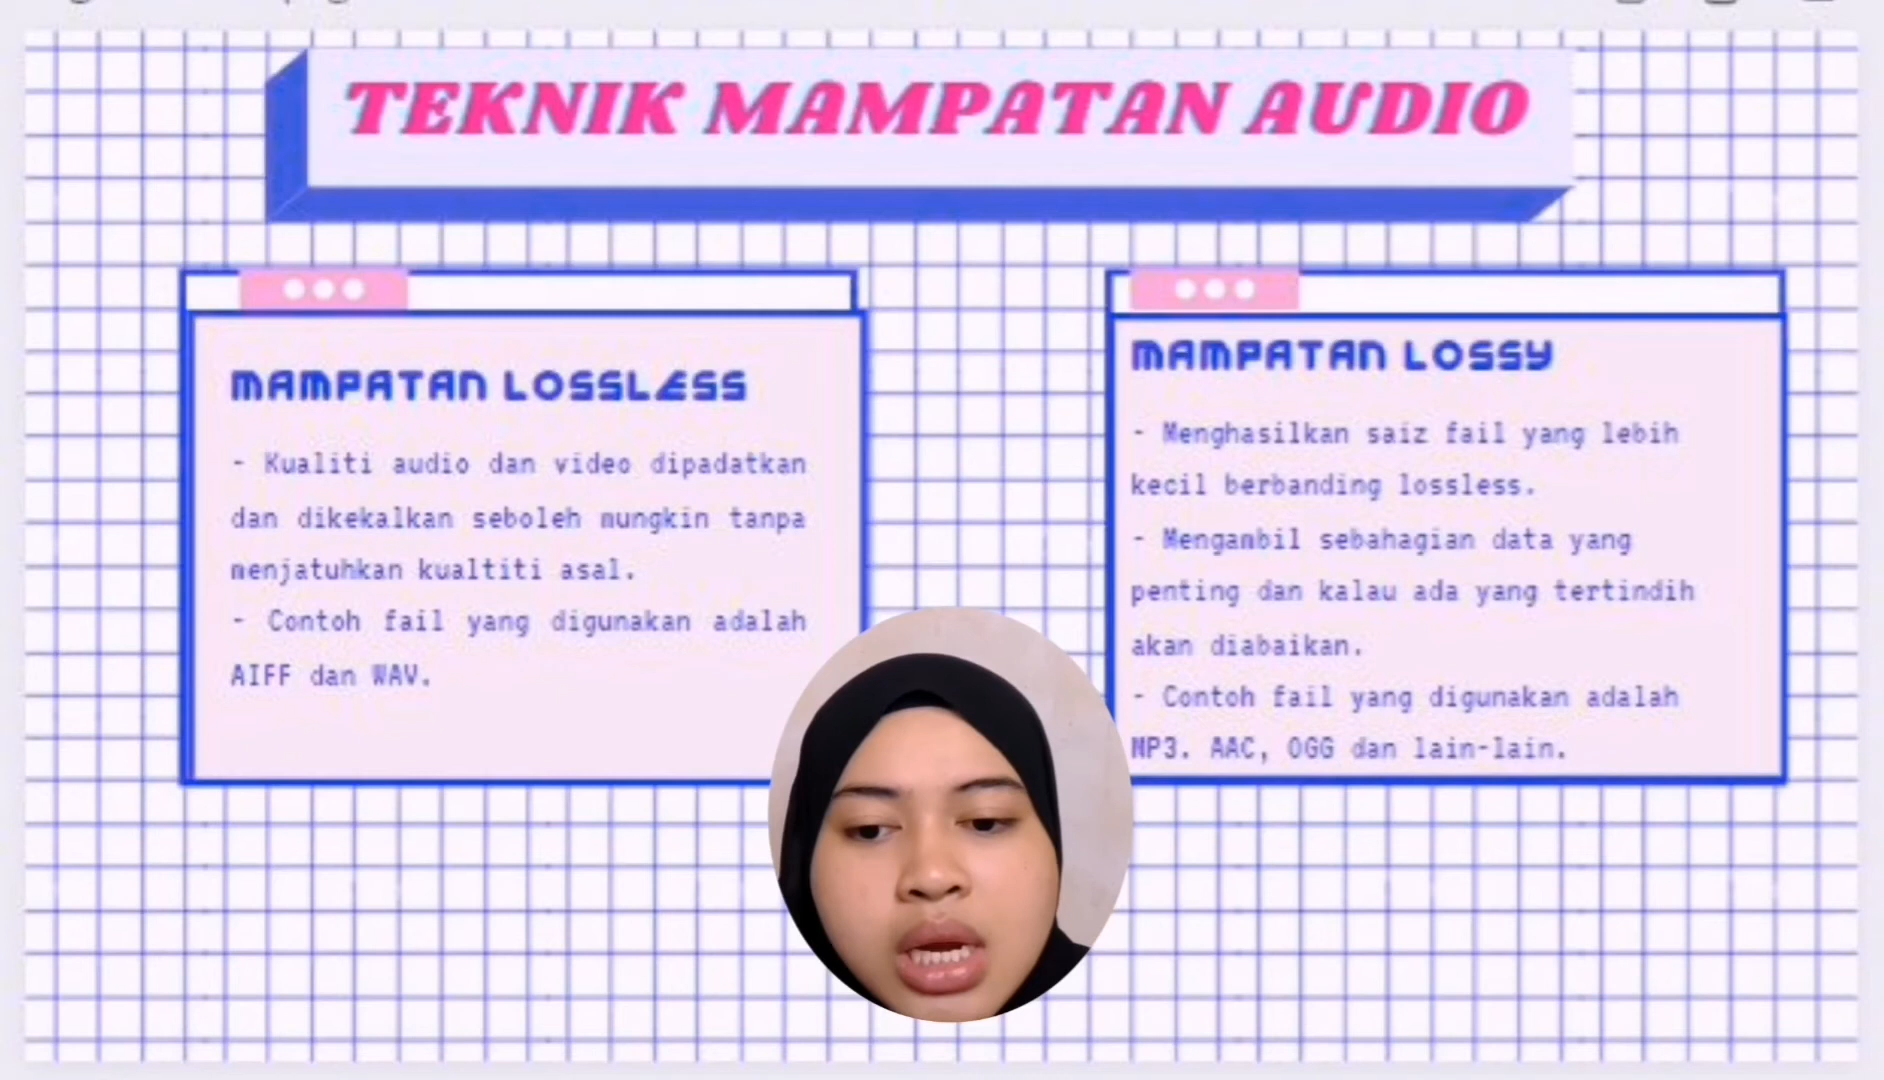 TEKNIK MAMPATAN AUDIO
MAMPATAN LOSSLESS
- Kualiti audio dan video dipadatkan
dan dikekalkan seboleh mungkin tanpa
menjatuhkan kualtiti asal.
- Contoh fail yang digunakan adalah
AIFF dan WAV.
MAMPATAN LOSSY
- Menghasilkan saiz fail yang lebih
kecil berbanding lossless.
- Mengambil sebahagian data yang
penting dan kalau ada yang tertindih
akan diabaikan.
- Contoh fail yang digunakan adalah
MP3. AAC, OGG dan lain-lain.